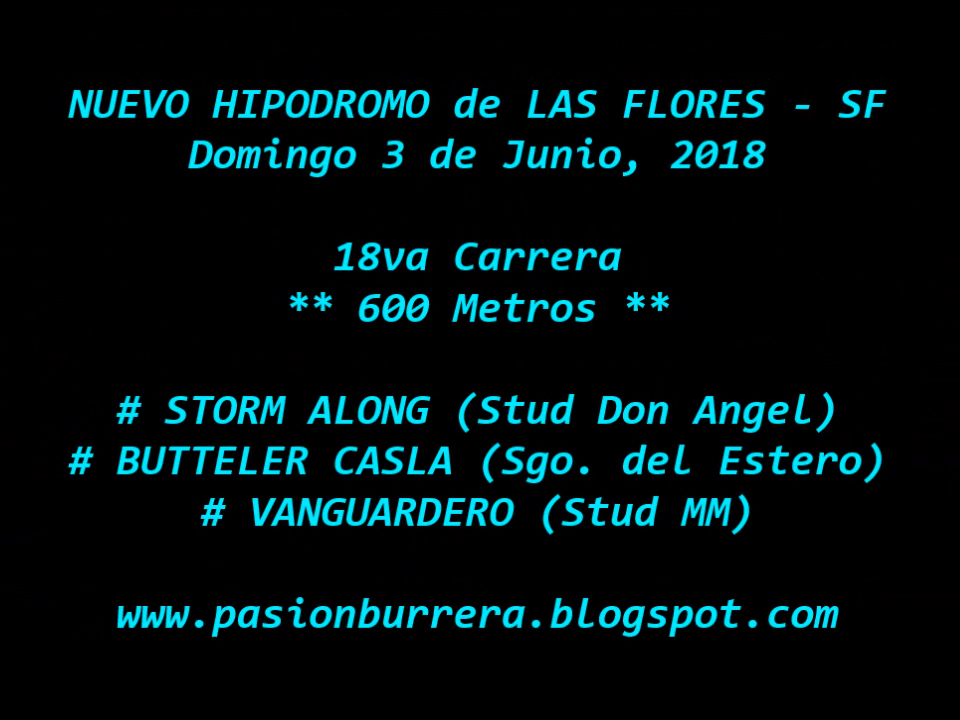 NUEVO HIPODROMO de LAS FLORES - SF
Domingo 3 de Junio, 2018
18va Carrera
** 600 Metros **
# STORM ALONG (Stud Don Angel)
# BUTTELER CASLA (Sgo. del Estero)
# VANGUARDERO (Stud MM)
www.pasionburrera.blogspot.com